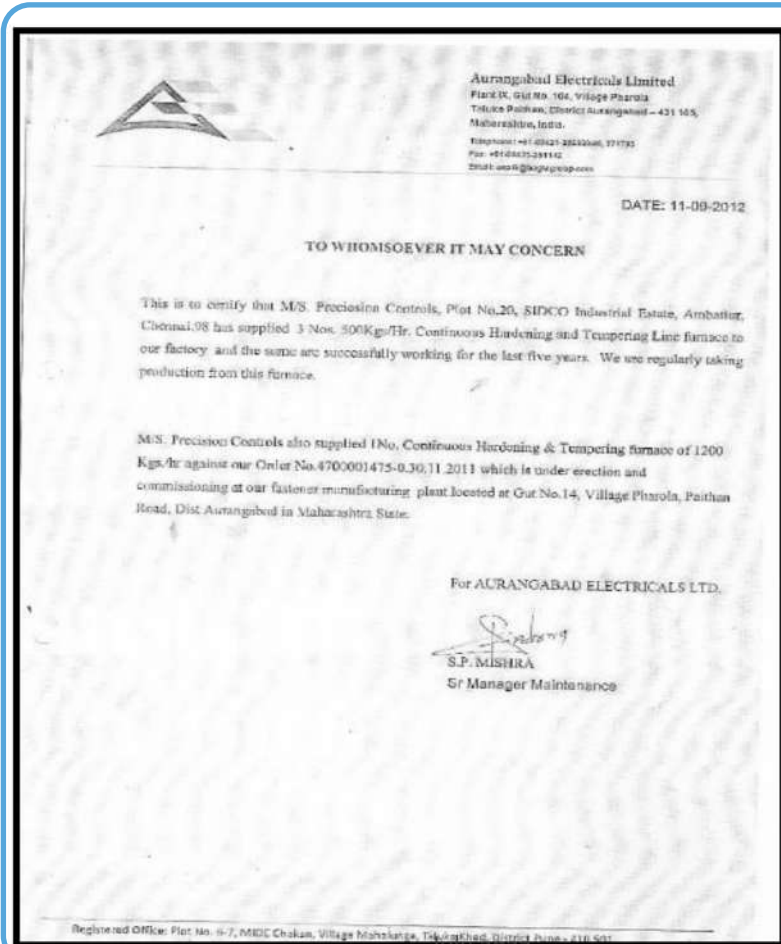 Aurangabad Electricals Limited
Plant IX, Gut No. 104, Village Pharola
Taluka Paithan, District Aurangabad – 431 105,
Maharashtra, India.
DATE: 11-09-2012
TO WHOMSOEVER IT MAY CONCERN
This is to certify that M/S. Preciosion Controls, Plot No.20, SIDCO Industrial Estate, Ambattur,
Chennai.98 has supplied 3 Nos. 500Kgs/Hr. Continuous Hardening and Tempering Line furnace to
our factory and the same are successfully working for the last five years. We are regularly taking
production from this furnace.
M/S. Precision Controls also supplied 1No. Continuous Hardening & Tempering furnace of 1200
Kgs./hr against our Order No.4700001475-0.30.11.2011 which is under erection and
commissioning at our fastener manufacturing plant located at Gut No.14, Village Pharola, Paithan
Road, Dist Aurangabad in Maharashtra State.
For AURANGABAD ELECTRICALS LTD.
S.P. MISHRA
Sr Manager Maintenance
Registered Office: Plot No. 6-7, MIDC Chakan, Village Mahalunge, Taluka Khed, District Pune - 410 501